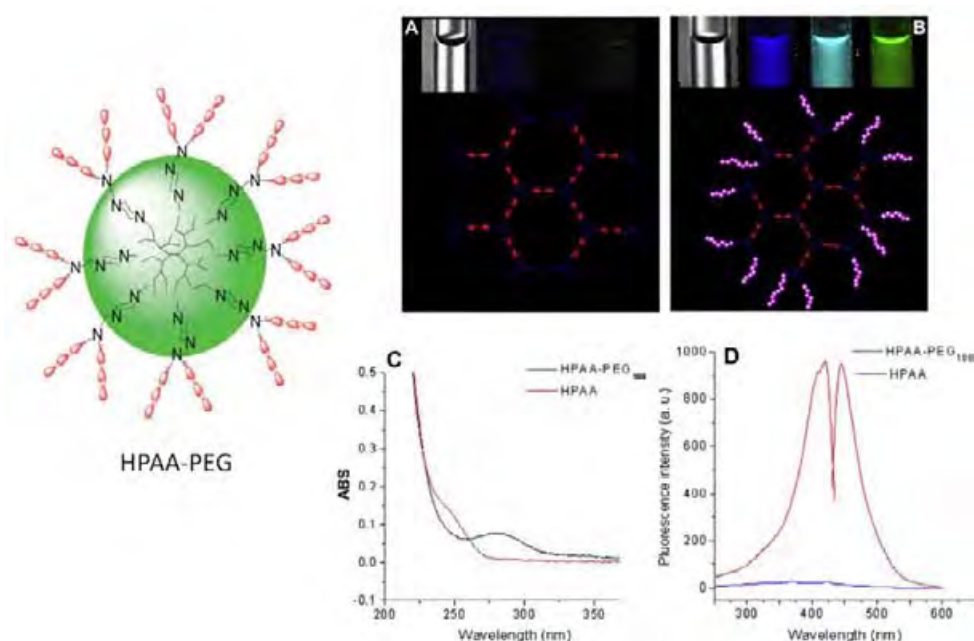 A
B
N N N
N N N
N N N
N N N
N N N
N N N
N N N
N N N
HPAA-PEG
C
HPAA-PEG
HPAA
ABS
0.5
0.4
0.3
0.2
0.1
0.0
-0.1
200 250 300 350
Wavelength (nm)
D
HPAA-PEG
HPAA
Fluorescence intensity (a. u.)
1000
800
600
400
200
0
300 400 500 600
Wavelength (nm)